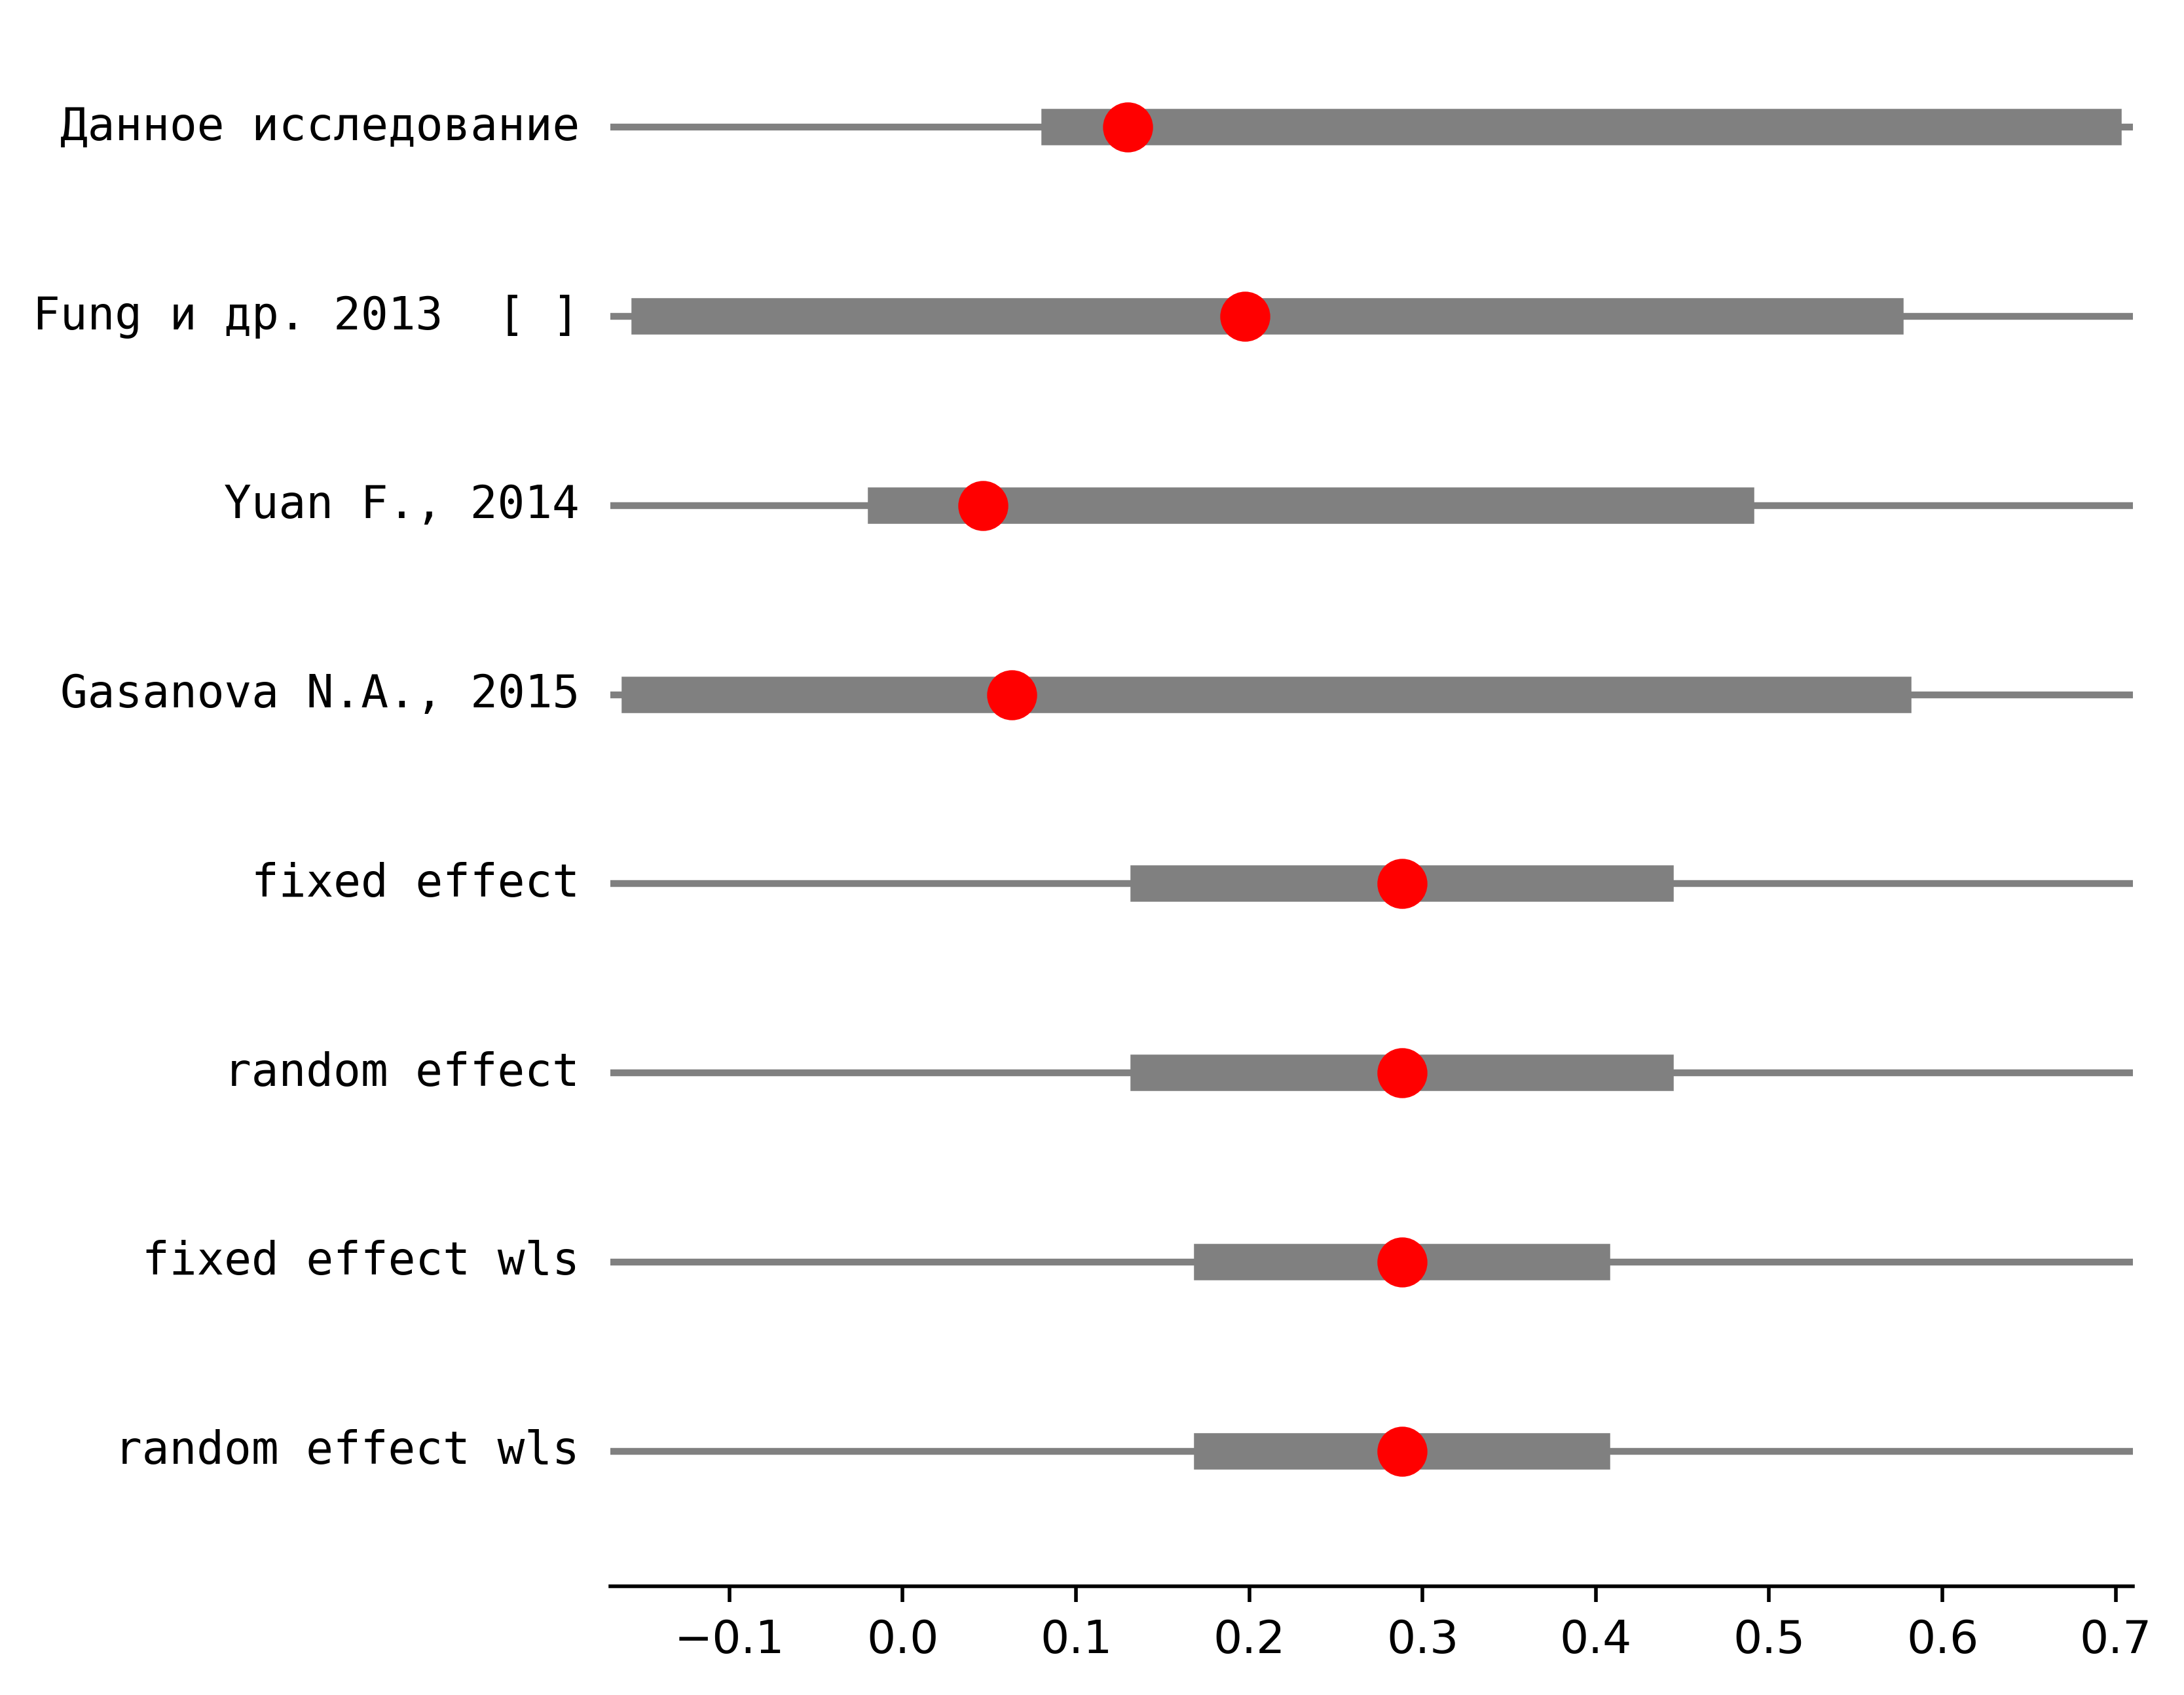 Данное исследование
Fung и др. 2013 [ ]
Yuan F., 2014
Gasanova N.A., 2015
fixed effect
random effect
fixed effect wls
random effect wls
−0.1 0.0 0.1 0.2 0.3 0.4 0.5 0.6 0.7